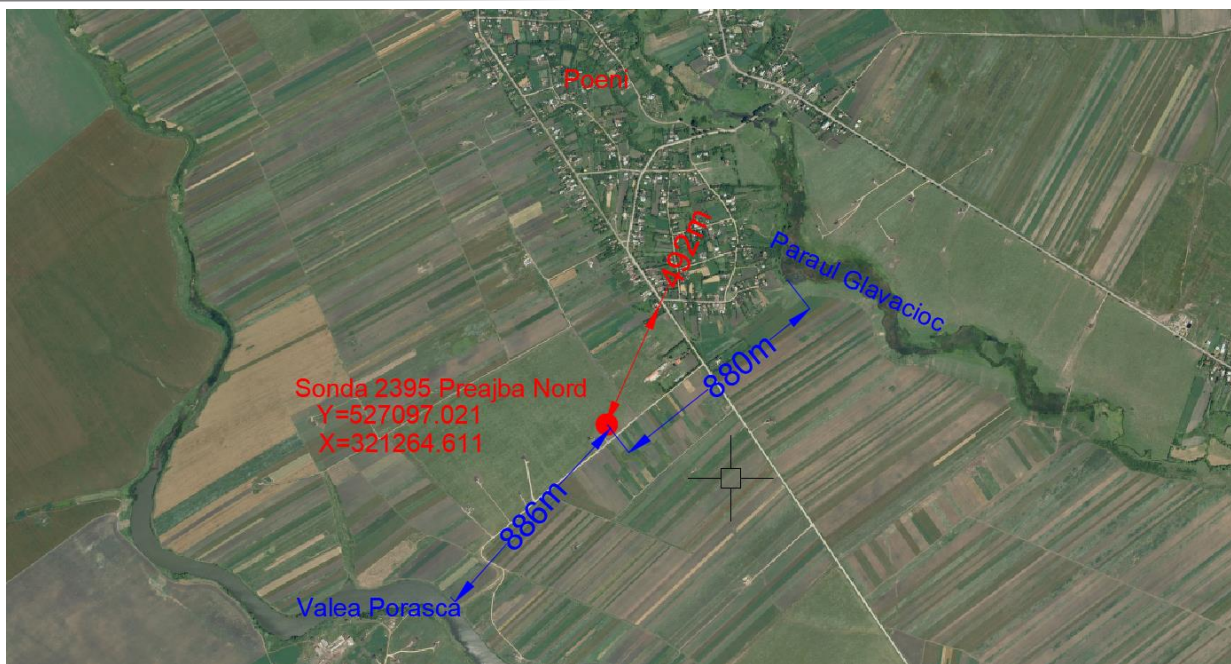 Poeni
492m
Paraul Glavacioc
880m
Sonda 2395 Preajba Nord
Y=527097.021
X=321264.611
886m
Valea Porasca